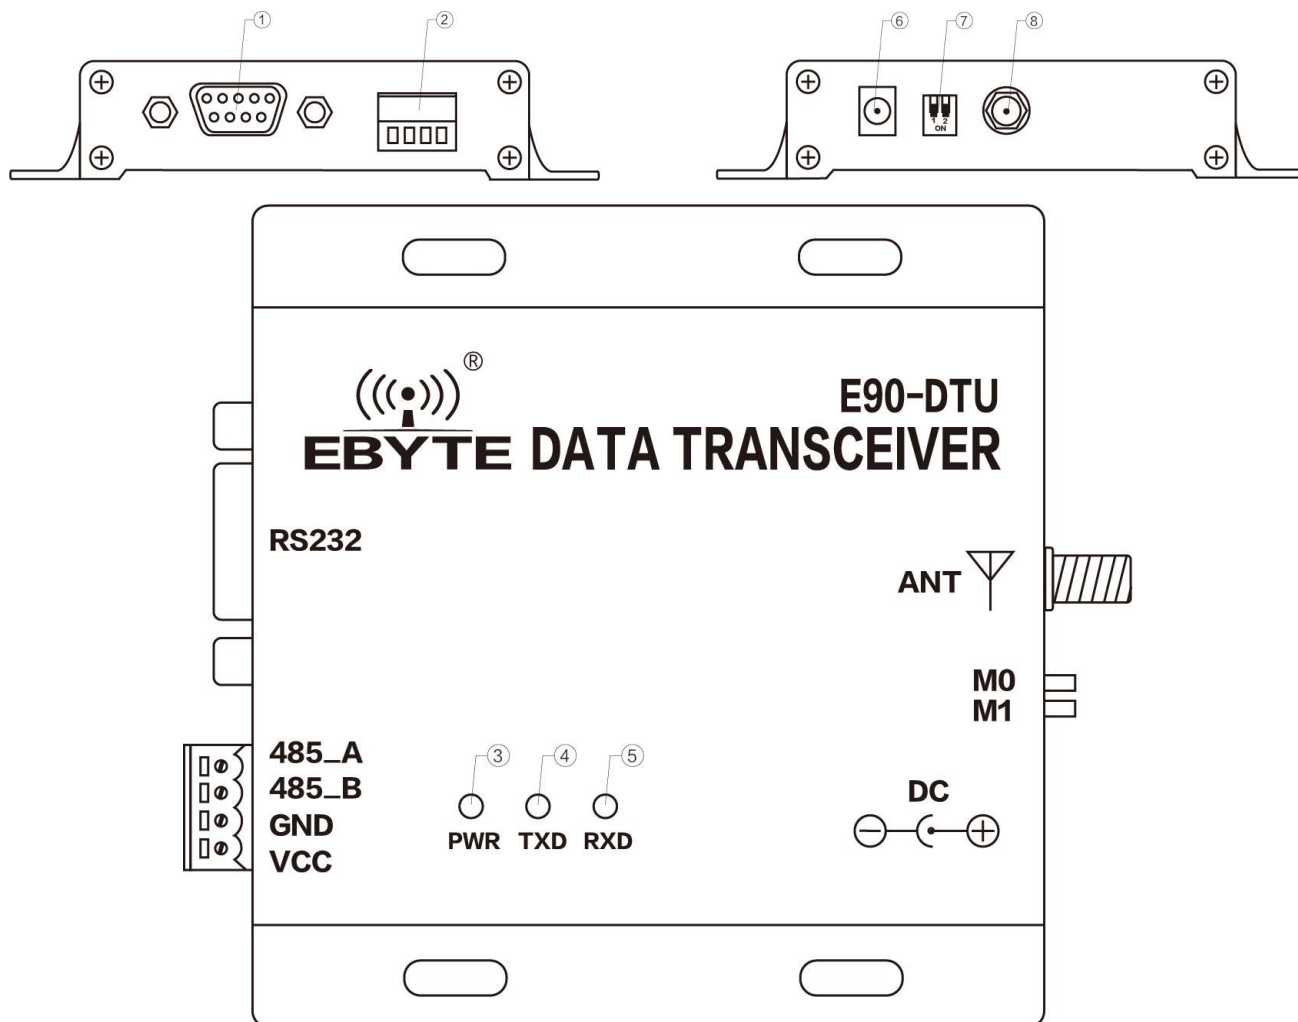 ① ② ⑥ ⑦ ⑧
1 2
ON
®
E90-DTU
EBYTE DATA TRANSCEIVER
RS232
ANT
M0
M1
485_A
485_B
GND
VCC
③ ④ ⑤
PWR TXD RXD
DC